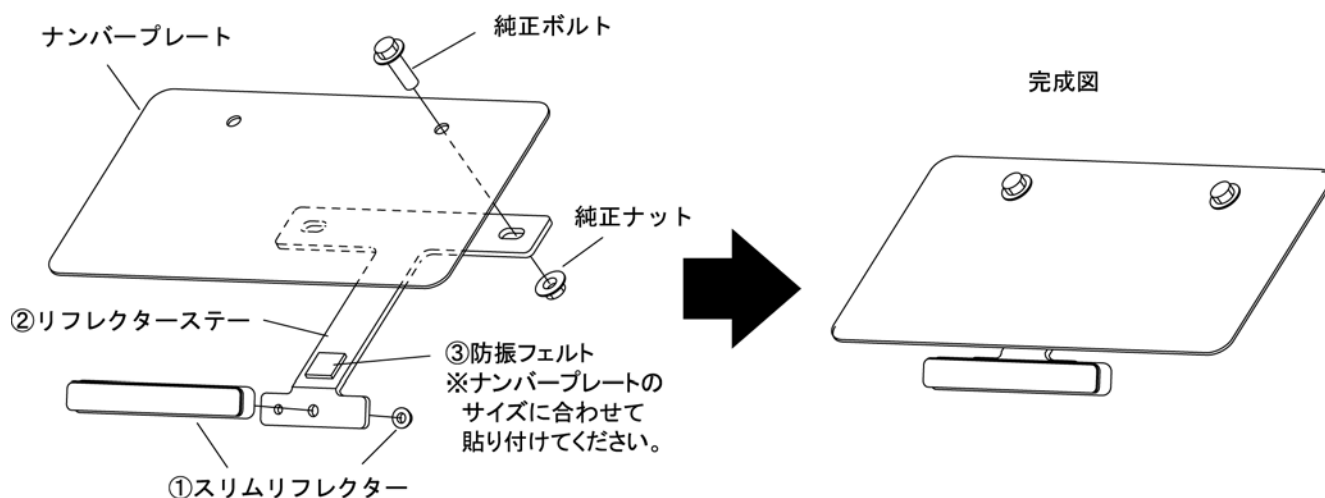 ナンバープレート
純正ボルト
完成図
純正ナット
②リフレクターステー
③防振フェルト
※ナンバープレートの
サイズに合わせて
貼り付けてください。
①スリムリフレクター